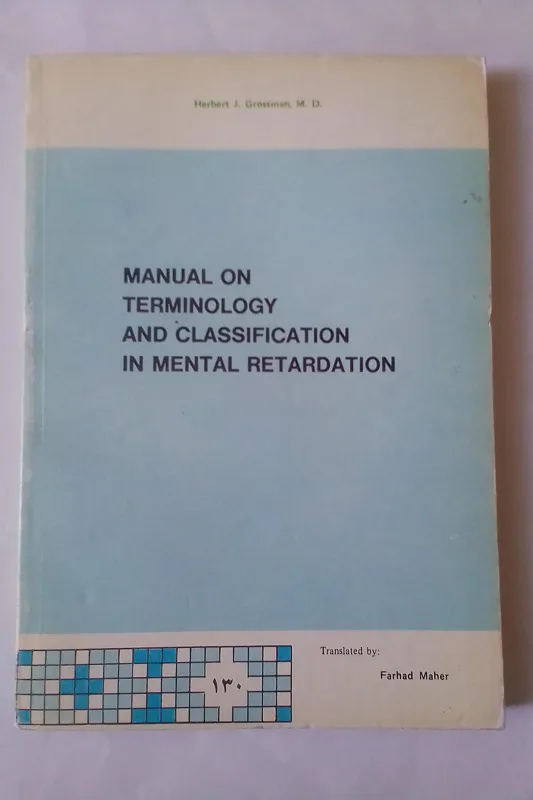 Herbert J. Grossman, M. D.
MANUAL ON
TERMINOLOGY
AND CLASSIFICATION
IN MENTAL RETARDATION
Translated by:
Farhad Maher
۱۳۰